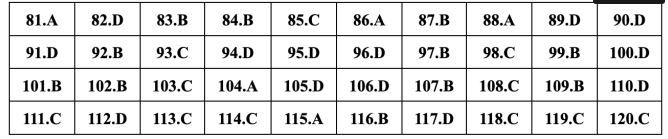 81.A 82.D 83.B 84.B 85.C 86.A 87.B 88.A 89.D 90.D
91.D 92.B 93.C 94.D 95.D 96.D 97.B 98.C 99.B 100.D
101.B 102.B 103.C 104.A 105.D 106.D 107.B 108.C 109.B 110.D
111.C 112.D 113.C 114.C 115.A 116.B 117.D 118.C 119.C 120.C